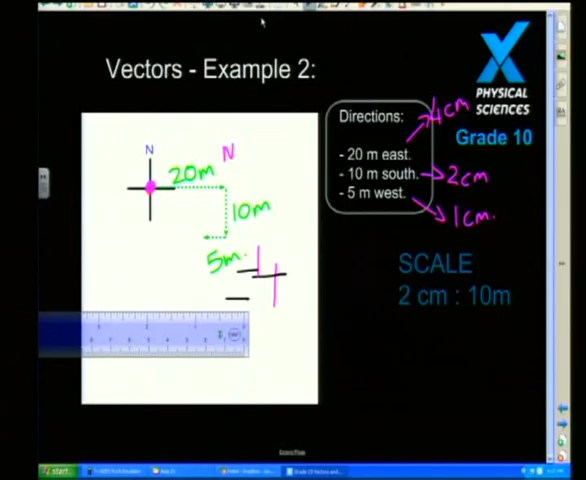 Vectors - Example 2:
PHYSICAL
SCIENCES
Grade 10
Directions:
- 20 m east.
- 10 m south.
- 5 m west.
4cm
2cm
1cm.
N
N
20m
10m
5m.
SCALE
2 cm : 10m
start